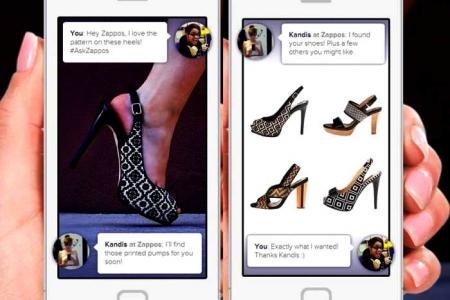 You: Hey Zappos, I love the
pattern on these heels!
#AskZappos
Kandis at Zappos: I'll find
those printed pumps for you
soon!
Kandis at Zappos: I found
your shoes! Plus a few
others you might like.
You: Exactly what I wanted!
Thanks Kandis :)